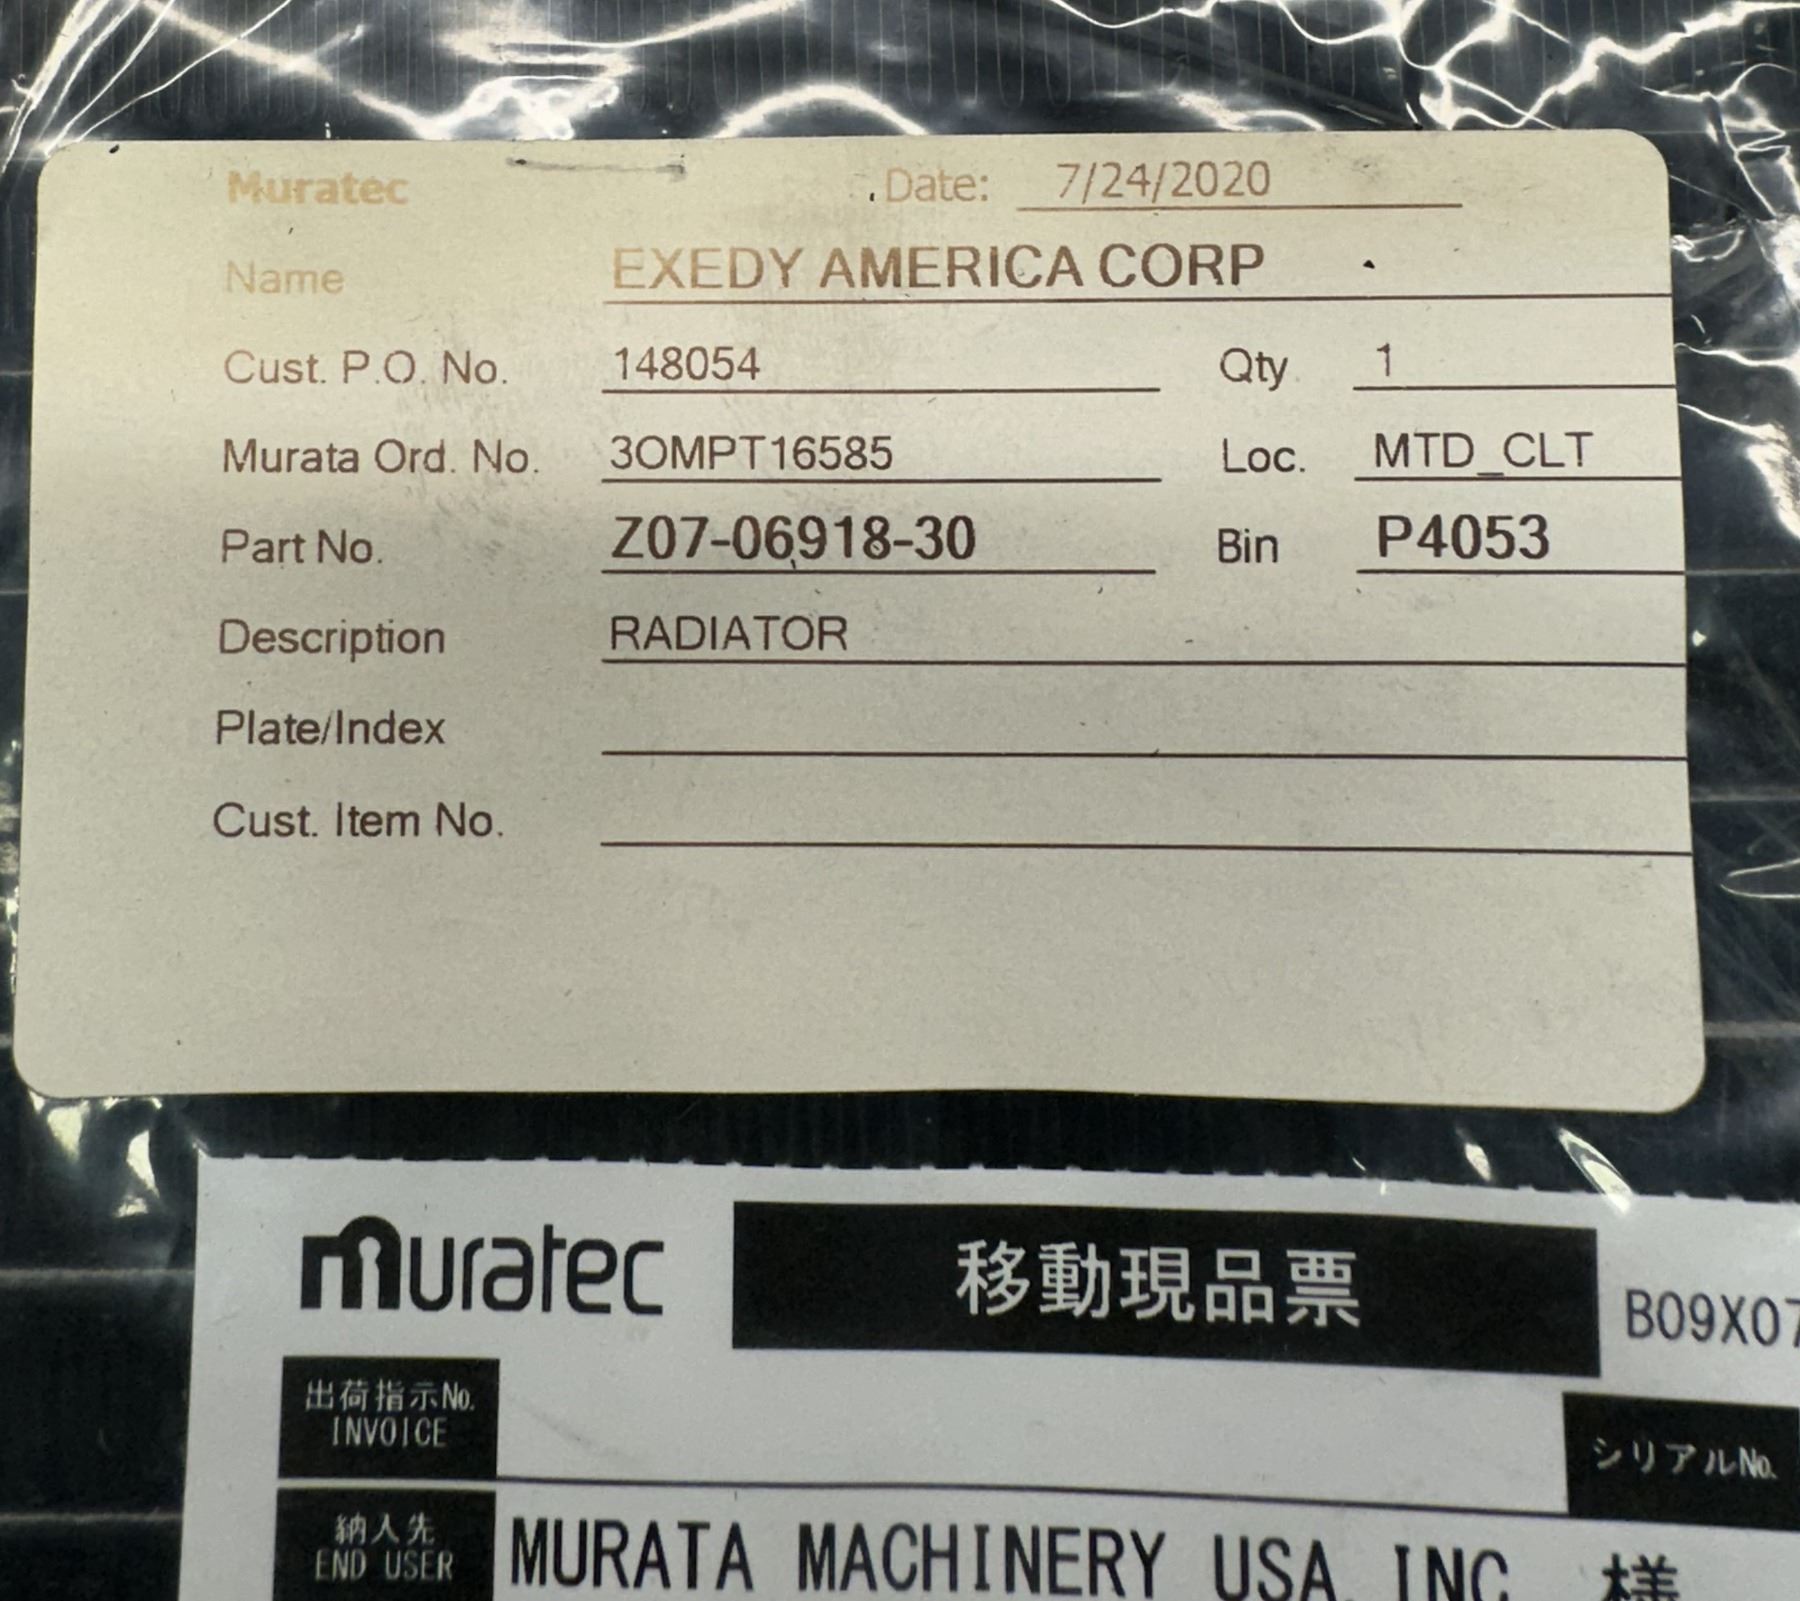 Muratec Date: 7/24/2020
Name EXEDY AMERICA CORP
Cust. P.O. No. 148054 Qty 1
Murata Ord. No. 3OMPT16585 Loc. MTD_CLT
Part No. Z07-06918-30 Bin P4053
Description RADIATOR
Plate/Index
Cust. Item No.
muratec 移動現品票 B09X07
出荷指示No.
INVOICE
シリアルNo.
納入先
END USER
MURATA MACHINERY USA, INC 様